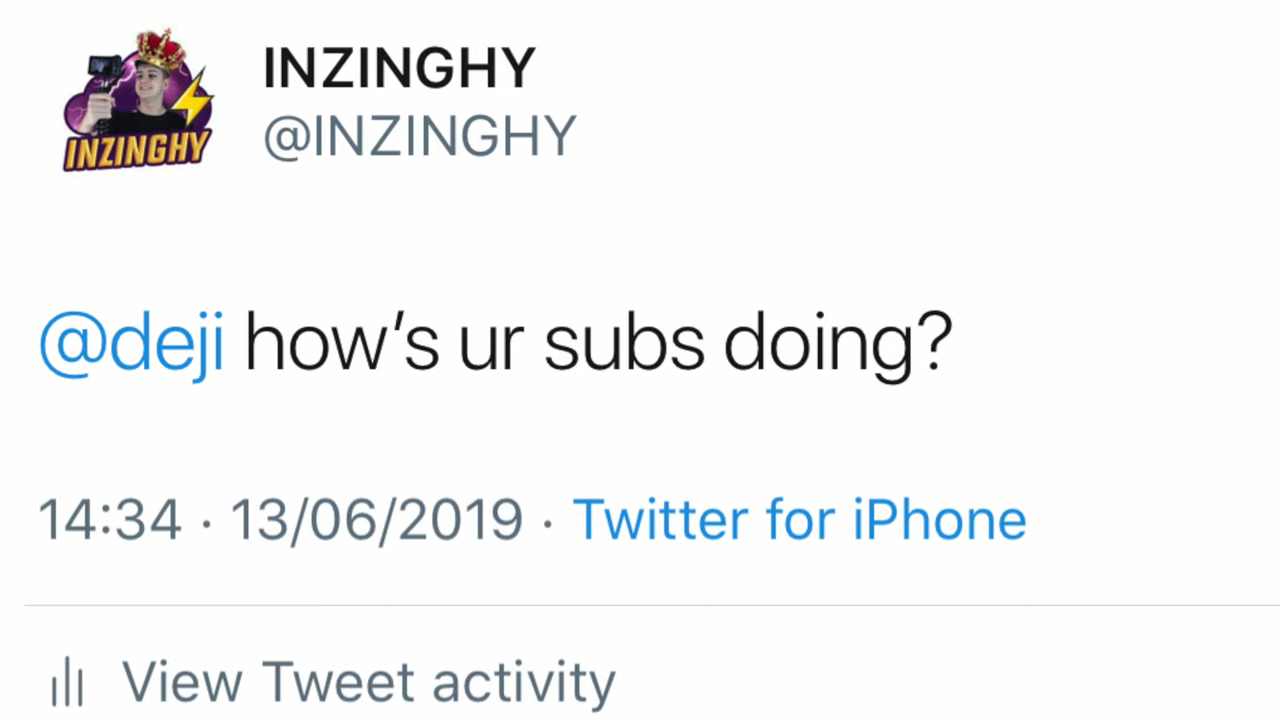 INZINGHY
INZINGHY
@INZINGHY
@deji how’s ur subs doing?
14:34 · 13/06/2019 · Twitter for iPhone
View Tweet activity